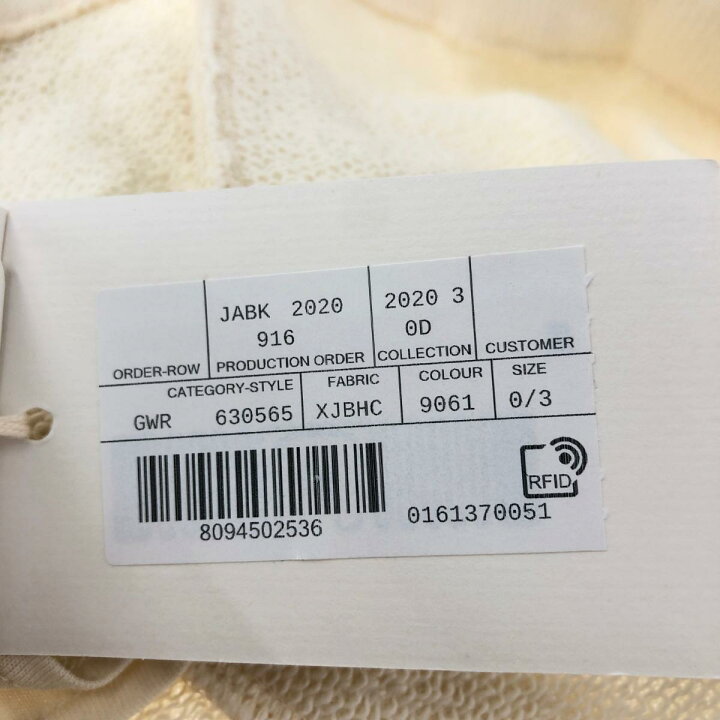 JABK 2020 2020 3
916 0D
ORDER-ROW PRODUCTION ORDER COLLECTION CUSTOMER
CATEGORY-STYLE FABRIC COLOUR SIZE
GWR 630565 XJBHC 9061 0/3
RFID
8094502536 0161370051